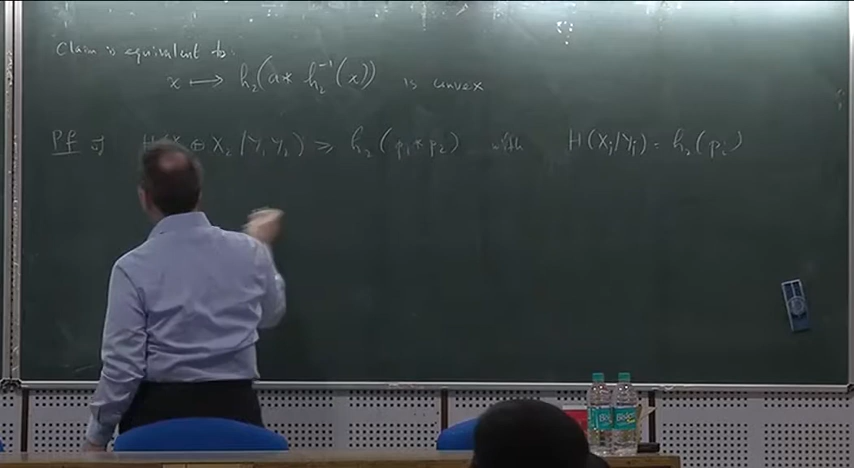 Claim is equivalent to:
x ⟼ h₂(a * h₂⁻¹(x)) is convex
Pf of H(X₁ ⊕ X₂ / Y₁ Y₂) ≥ h₂(p₁ * p₂) with H(Xᵢ/Yᵢ) = h₂(pᵢ)